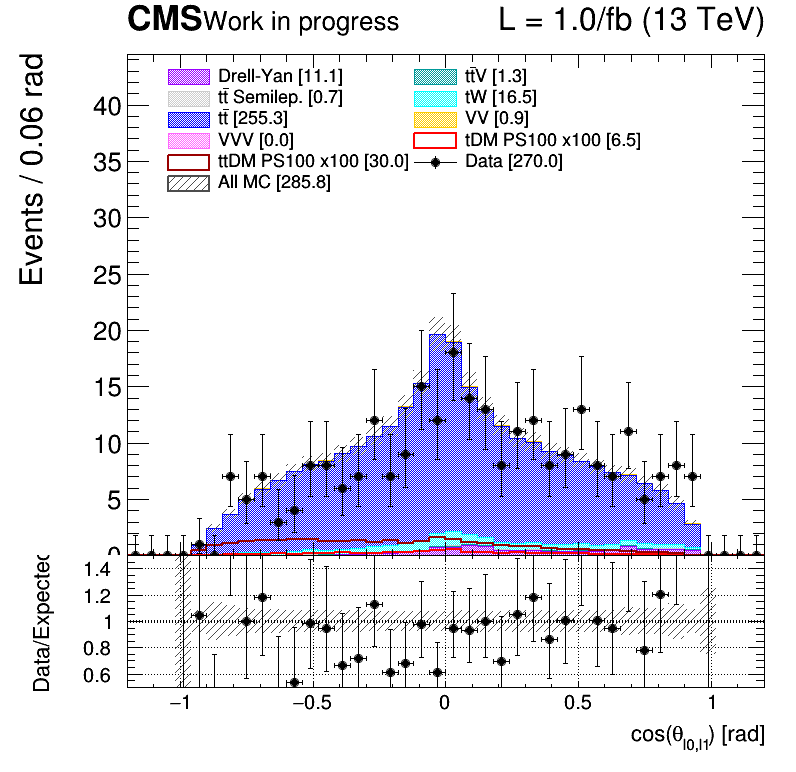 CMS Work in progress L = 1.0/fb (13 TeV)
Events / 0.06 rad
Drell-Yan [11.1] tt̄V [1.3]
tt̄ Semilep. [0.7] tW [16.5]
tt̄ [255.3] VV [0.9]
VVV [0.0] tDM PS100 x100 [6.5]
ttDM PS100 x100 [30.0] Data [270.0]
All MC [285.8]
40
35
30
25
20
15
10
5
0
Data/Expected
1.4
1.2
1
0.8
0.6
−1 −0.5 0 0.5 1
cos(θl0,l1) [rad]